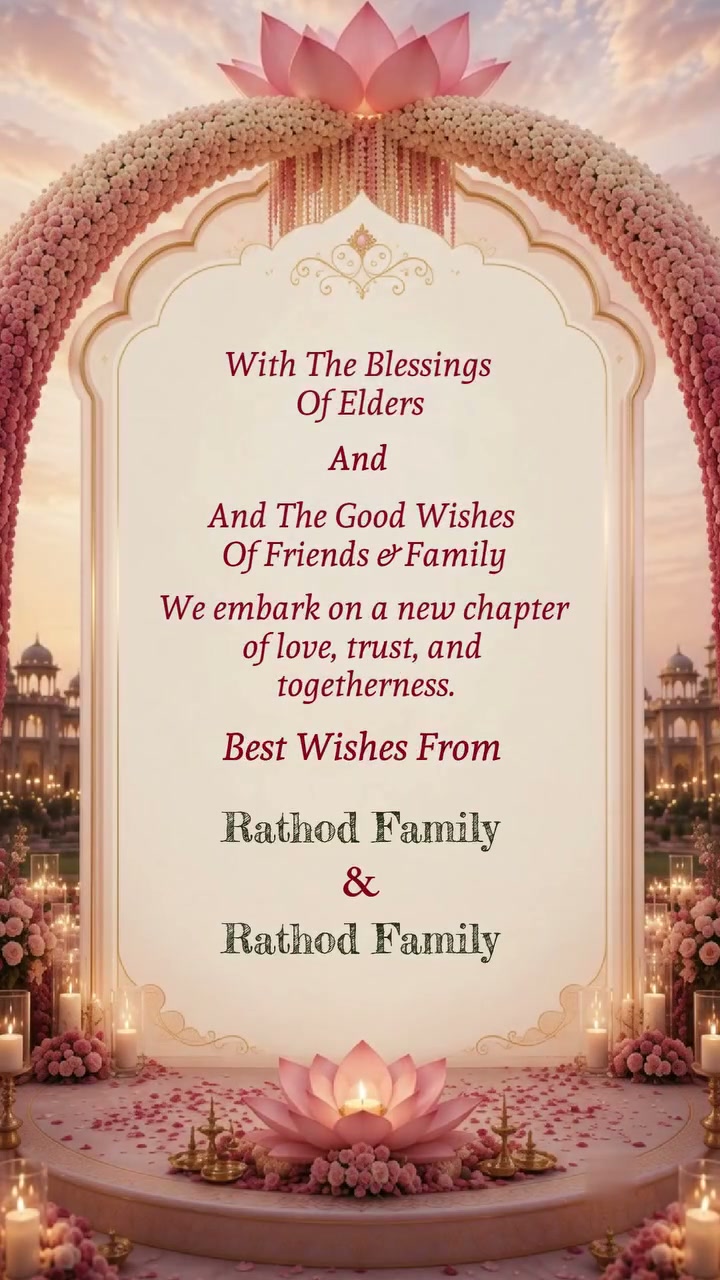 With The Blessings
Of Elders
And
And The Good Wishes
Of Friends & Family
We embark on a new chapter
of love, trust, and
togetherness.
Best Wishes From
Rathod Family
&
Rathod Family